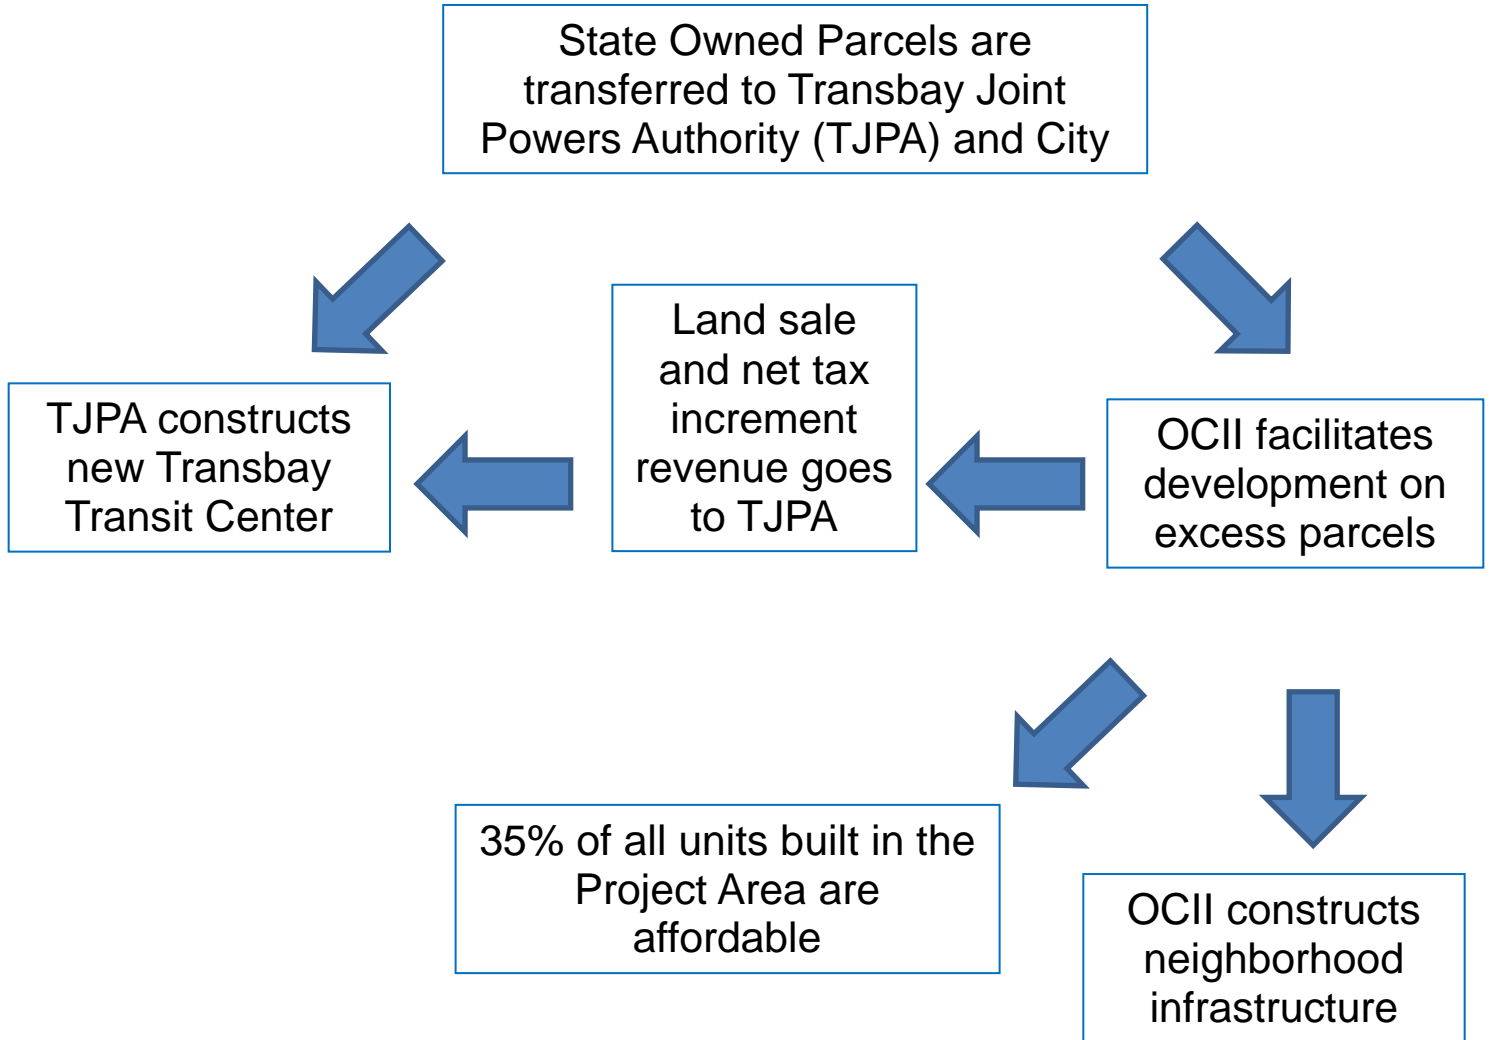 State Owned Parcels are
transferred to Transbay Joint
Powers Authority (TJPA) and City
TJPA constructs
new Transbay
Transit Center
Land sale
and net tax
increment
revenue goes
to TJPA
OCII facilitates
development on
excess parcels
35% of all units built in the
Project Area are
affordable
OCII constructs
neighborhood
infrastructure